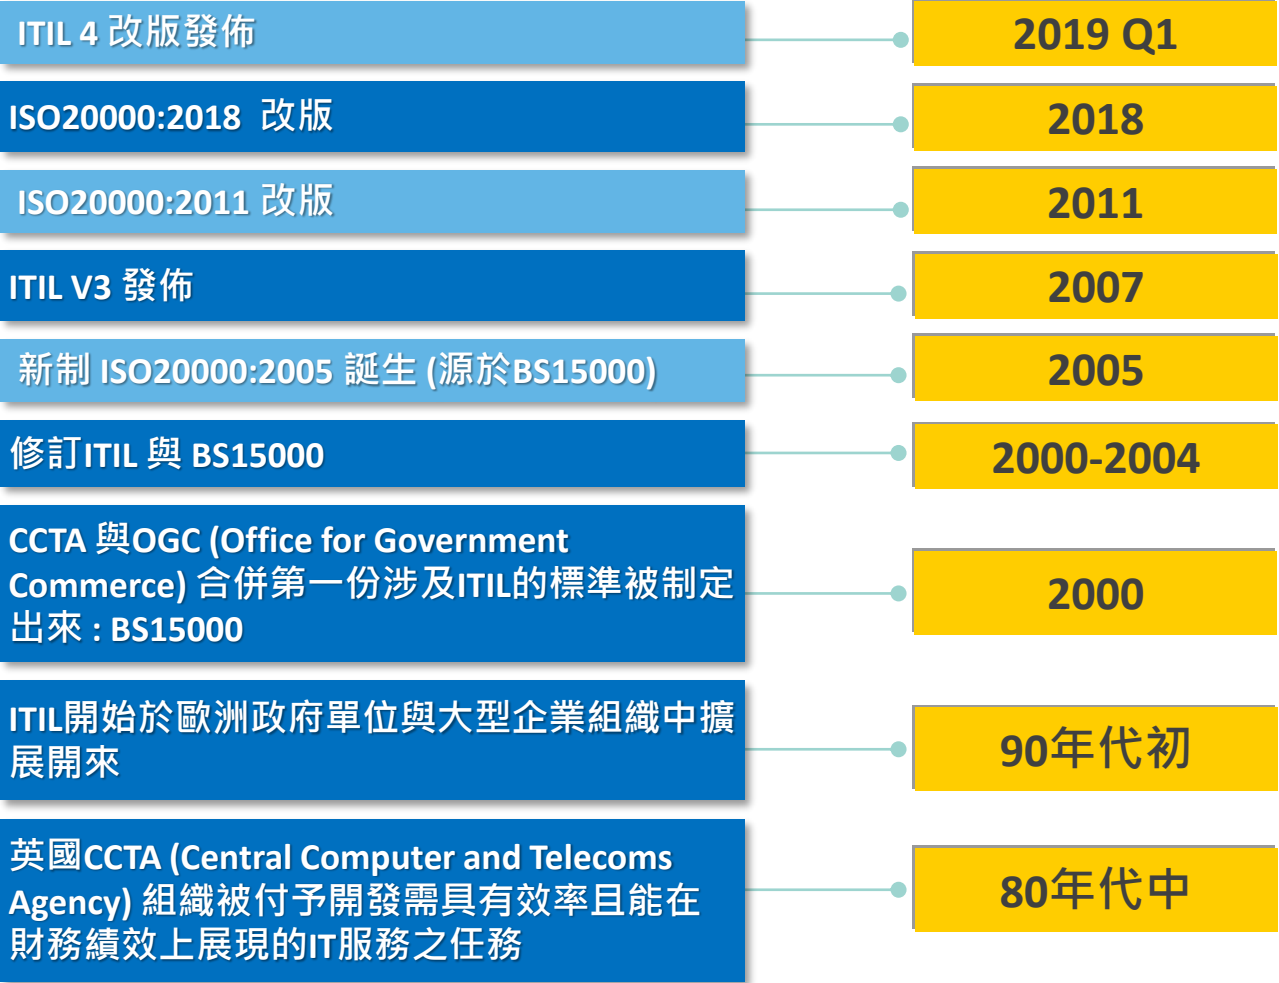 ITIL 4 改版發佈
2019 Q1
ISO20000:2018 改版
2018
ISO20000:2011 改版
2011
ITIL V3 發佈
2007
新制 ISO20000:2005 誕生 (源於BS15000)
2005
修訂ITIL 與 BS15000
2000-2004
CCTA 與OGC (Office for Government
Commerce) 合併第一份涉及ITIL的標準被制定
出來 : BS15000
2000
ITIL開始於歐洲政府單位與大型企業組織中擴
展開來
90年代初
英國CCTA (Central Computer and Telecoms
Agency) 組織被付予開發需具有效率且能在
財務績效上展現的IT服務之任務
80年代中